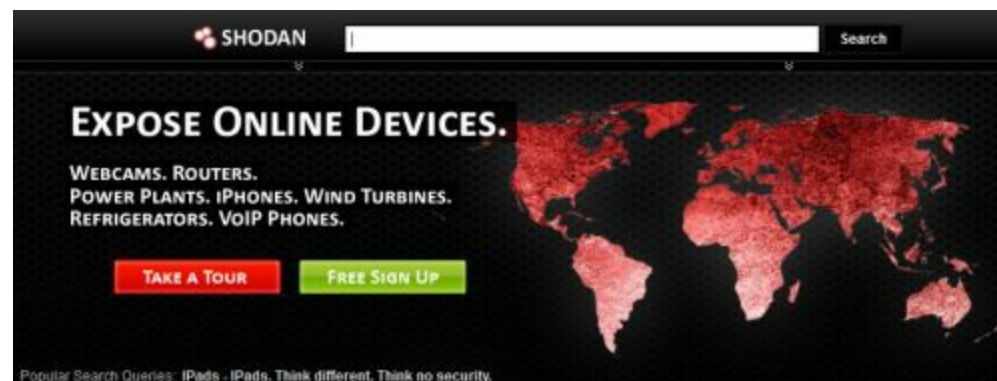 SHODAN
Search
EXPOSE ONLINE DEVICES.
WEBCAMS. ROUTERS.
POWER PLANTS. IPHONES. WIND TURBINES.
REFRIGERATORS. VOIP PHONES.
TAKE A TOUR
FREE SIGN UP
Popular Search Queries: IPads - IPads. Think different. Think no security.